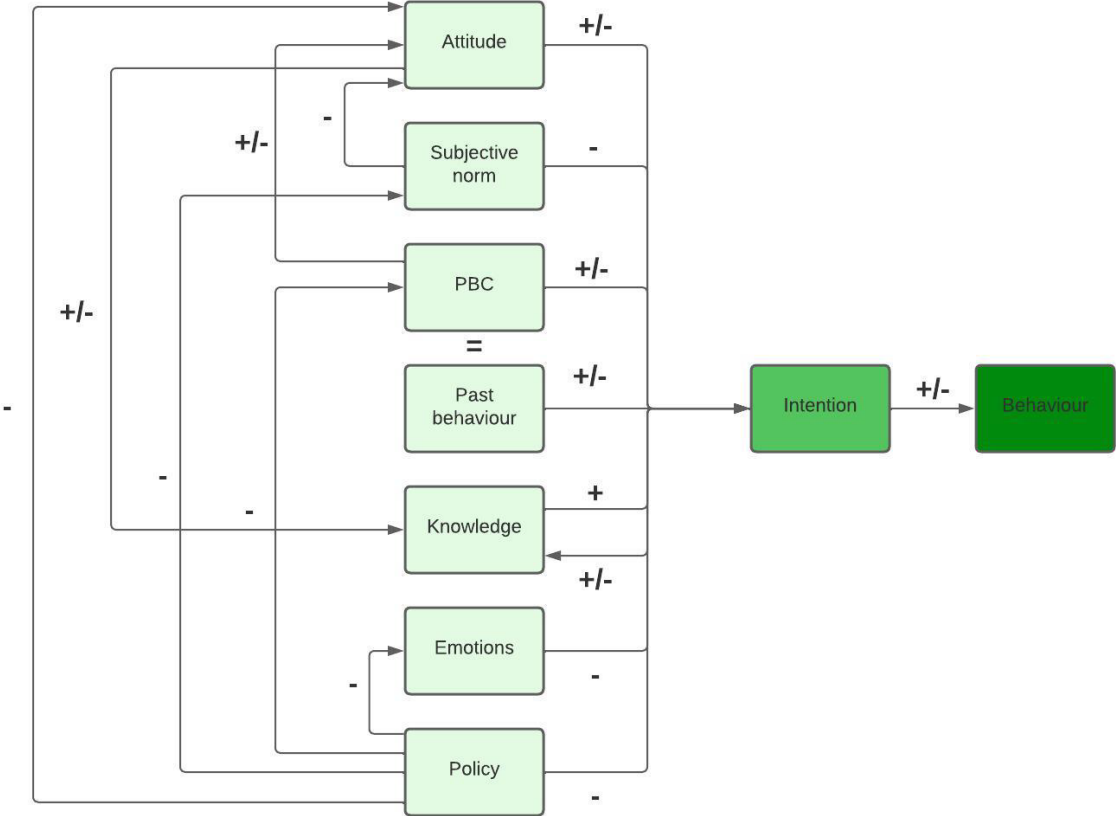 Attitude
+/-
-
Subjective
norm
-
+/-
PBC
+/-
+/-
=
Past
behaviour
+/-
Intention
+/-
Behaviour
-
-
-
Knowledge
+
+/-
Emotions
-
-
Policy
-